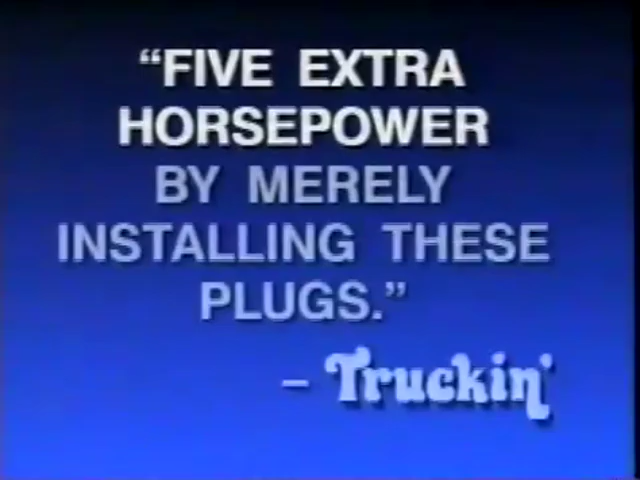 “FIVE EXTRA
HORSEPOWER
BY MERELY
INSTALLING THESE
PLUGS.”
– Truckin'